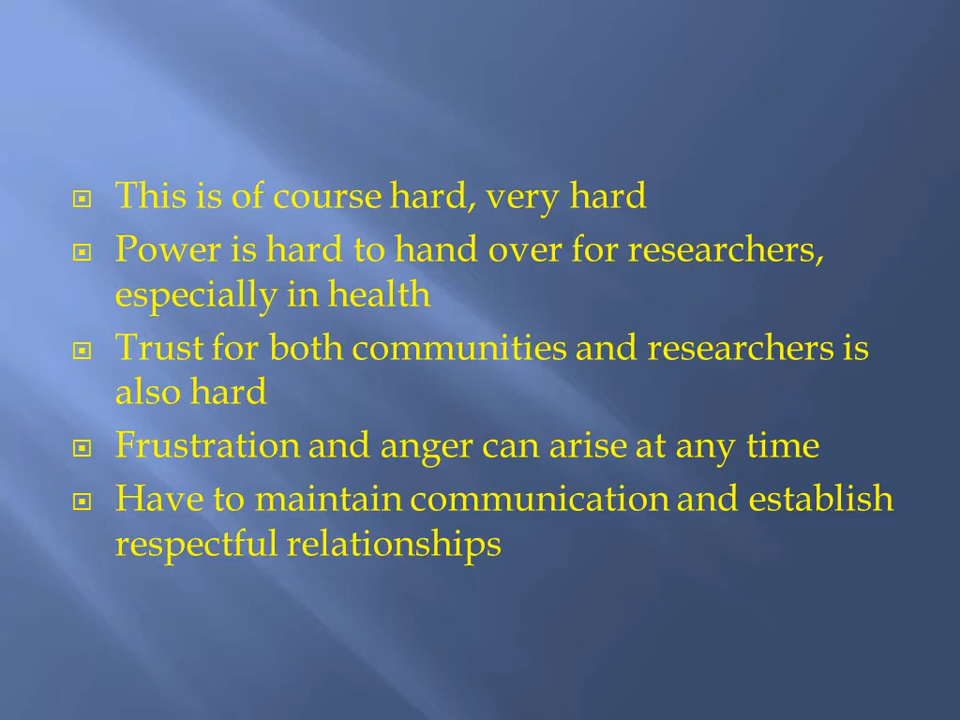 This is of course hard, very hard
Power is hard to hand over for researchers,
especially in health
Trust for both communities and researchers is
also hard
Frustration and anger can arise at any time
Have to maintain communication and establish
respectful relationships